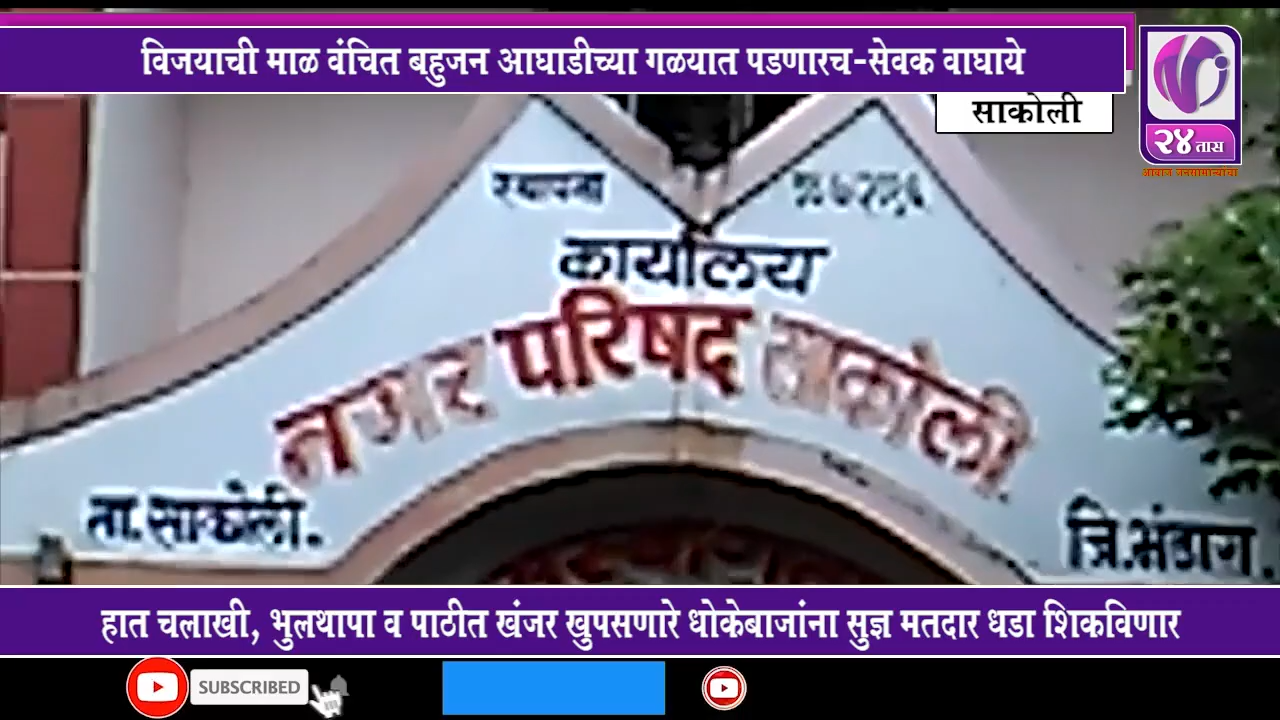 विजयाची माळ वंचित बहुजन आघाडीच्या गळयात पडणारच-सेवक वाघाये
साकोली
२४ तास
स्थापना
कार्यालय
नगर परिषद साकोली
ता.साकोली.
जि.भंडारा.
हात चलाखी, भुलथापा व पाठीत खंजर खुपसणारे धोकेबाजांना सुज्ञ मतदार धडा शिकविणार
SUBSCRIBED